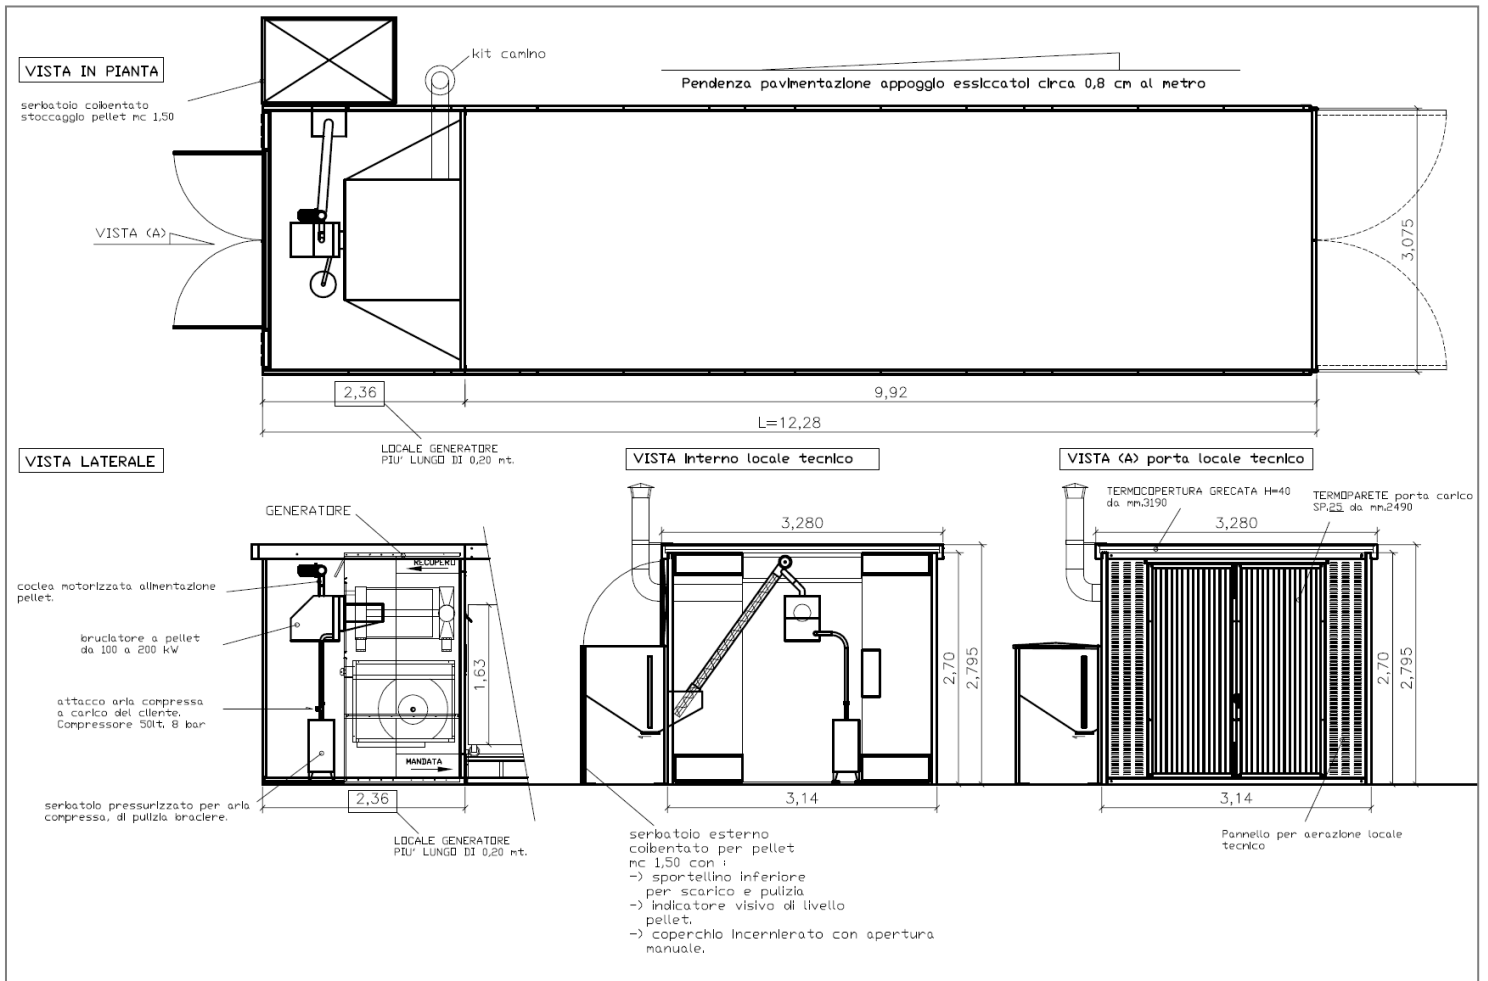 VISTA IN PIANTA
serbatoio coibentato
stoccaggio pellet mc 1,50
kit camino
Pendenza pavimentazione appoggio essiccatoi circa 0,8 cm al metro
VISTA (A)
3,075
2,36
9,92
L=12,28
LOCALE GENERATORE
PIU' LUNGO DI 0,20 mt.
VISTA LATERALE
VISTA Interno locale tecnico
VISTA (A) porta locale tecnico
GENERATORE
RECUPERO
coclea motorizzata alimentazione
pellet.
bruciatore a pellet
da 100 a 200 kW
attacco aria compressa
a carico del cliente.
Compressore 50lt. 8 bar
serbatoio pressurizzato per aria
compressa, di pulizia braciere.
1,63
MANDATA
2,36
LOCALE GENERATORE
PIU' LUNGO DI 0,20 mt.
3,280
2,70
2,795
3,14
serbatoio esterno
coibentato per pellet
mc 1,50 con :
-) sportellino inferiore
per scarico e pulizia
-) indicatore visivo di livello
pellet.
-) coperchio incernierato con apertura
manuale.
TERMOCOPERTURA GRECATA H=40
da mm.3190
TERMOPARETE porta carico
SP.25 da mm.2490
3,280
2,70
2,795
3,14
Pannello per aerazione locale
tecnico